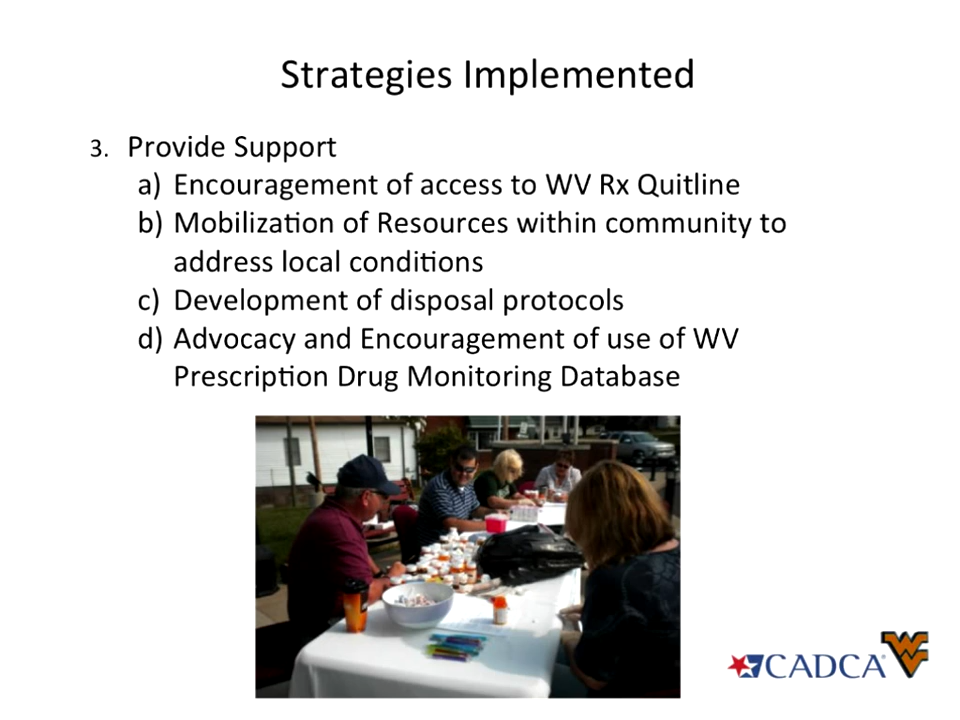 Strategies Implemented
3. Provide Support
a) Encouragement of access to WV Rx Quitline
b) Mobilization of Resources within community to
address local conditions
c) Development of disposal protocols
d) Advocacy and Encouragement of use of WV
Prescription Drug Monitoring Database
CADCA®
WV